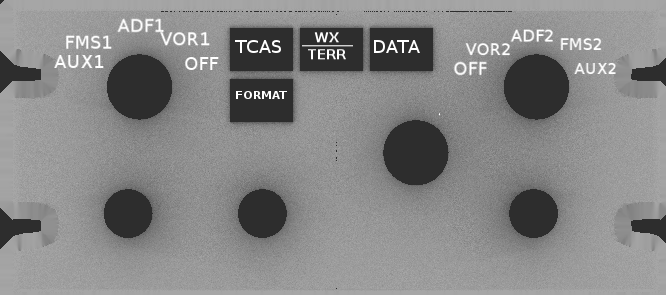 AUX1
FMS1
ADF1
VOR1
OFF
TCAS
WX
TERR
DATA
FORMAT
OFF
VOR2
ADF2
FMS2
AUX2